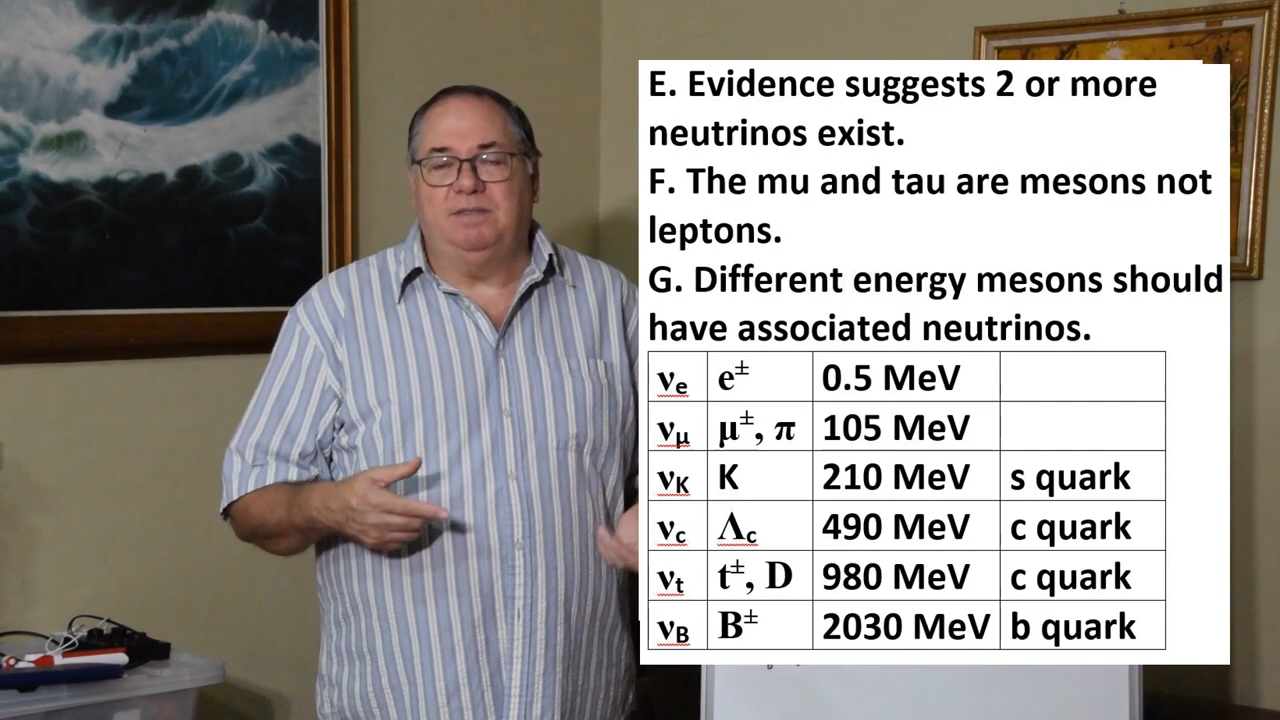 E. Evidence suggests 2 or more
neutrinos exist.
F. The mu and tau are mesons not
leptons.
G. Different energy mesons should
have associated neutrinos.
νe e± 0.5 MeV
νμ μ±, π 105 MeV
νK K 210 MeV s quark
νc Λc 490 MeV c quark
νt t±, D 980 MeV c quark
νB B± 2030 MeV b quark